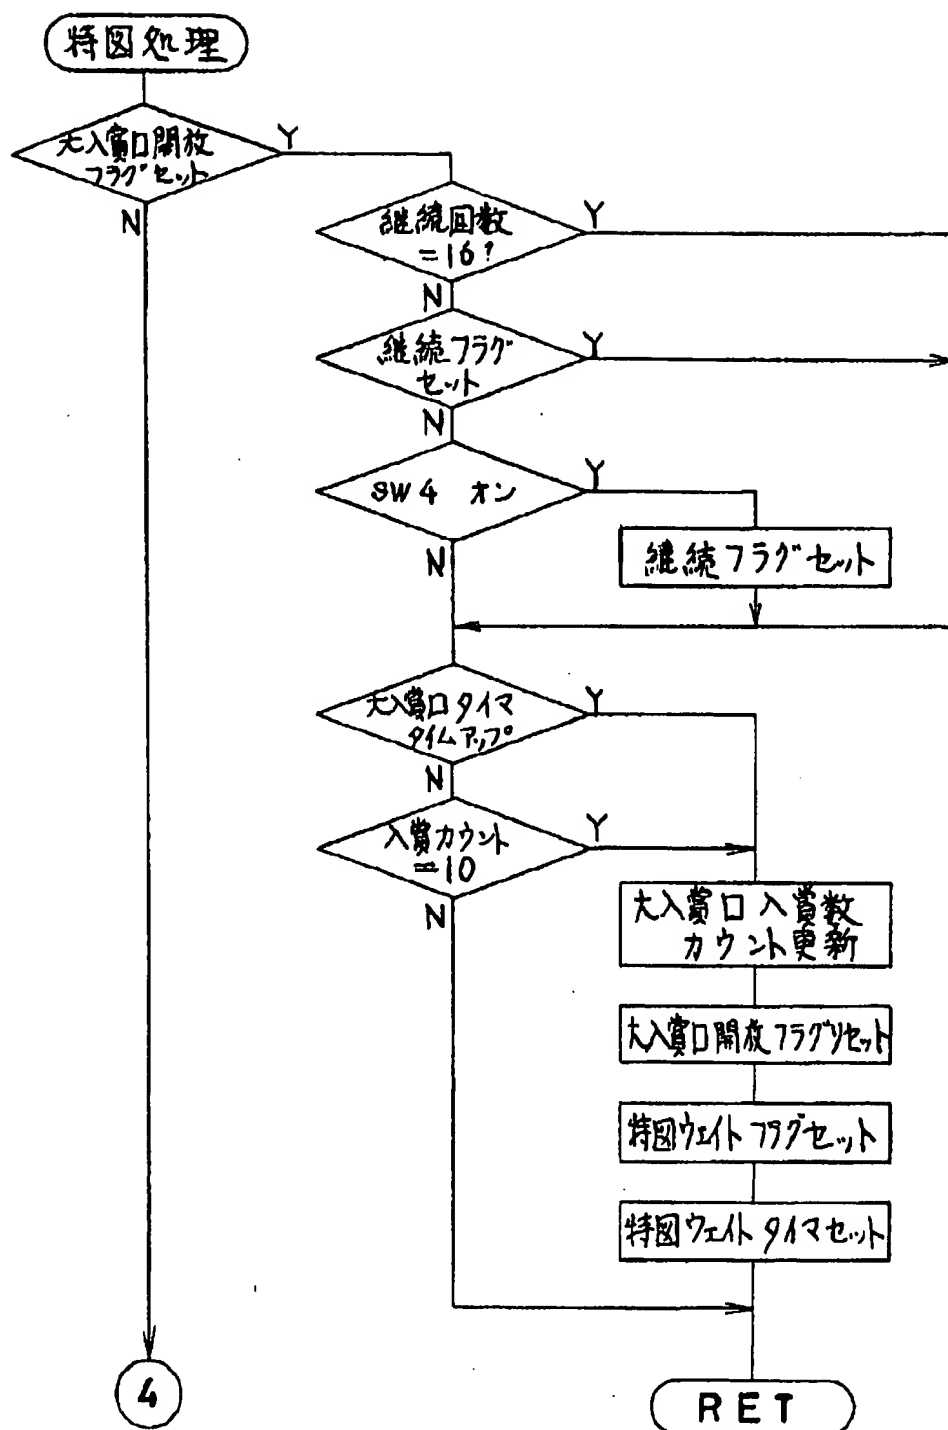 特図処理
大入賞口開放
フラグセット
Y
N
継続回数
=16?
Y
N
継続フラグ
セット
Y
N
SW4 オン
Y
N
継続フラグセット
大入賞口タイマ
タイムアップ
Y
N
入賞カウント
=10
Y
N
大入賞口入賞数
カウント更新
大入賞口開放フラグリセット
特図ウェイトフラグセット
特図ウェイトタイマセット
4
RET